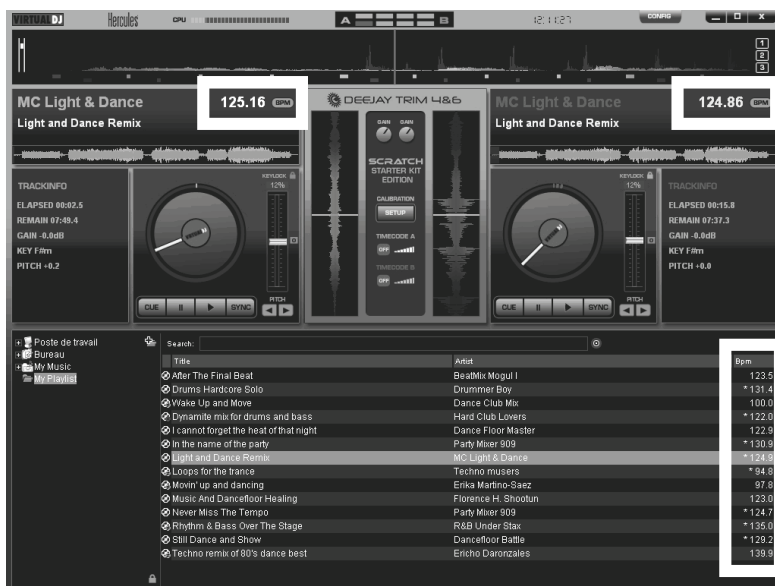 VIRTUAL DJ Hercules CPU A B 12:11:27 CONFIG
1
2
3
MC Light & Dance 125.16 BPM
Light and Dance Remix
DEEJAY TRIM 4&6
MC Light & Dance 124.86 BPM
Light and Dance Remix
GAIN GAIN
SCRATCH
STARTER KIT
EDITION
CALIBRATION
SETUP
TIMECODE A
OFF
TIMECODE B
OFF
TRACKINFO
ELAPSED 00:02.5
REMAIN 07:49.4
GAIN -0.0dB
KEY F#m
PITCH +0.2
KEYLOCK
12%
PITCH
CUE SYNC
KEYLOCK
12%
PITCH
CUE SYNC
TRACKINFO
ELAPSED 00:15.8
REMAIN 07:37.3
GAIN -0.0dB
KEY F#m
PITCH +0.0
Poste de travail
Bureau
My Music
My Playlist
Search:
Title Artist Bpm
After The Final Beat BeatMix Mogul I 123.5
Drums Hardcore Solo Drummer Boy * 131.4
Wake Up and Move Dance Club Mix 100.0
Dynamite mix for drums and bass Hard Club Lovers * 122.0
I cannot forget the heat of that night Dance Floor Master 122.9
In the name of the party Party Mixer 909 * 130.9
Light and Dance Remix MC Light & Dance * 124.9
Loops for the trance Techno musers * 94.8
Movin' up and dancing Erika Martino-Saez 97.8
Music And Dancefloor Healing Florence H. Shootun 123.0
Never Miss The Tempo Party Mixer 909 * 124.7
Rhythm & Bass Over The Stage R&B Under Stax * 135.0
Still Dance and Show Dancefloor Battle * 129.2
Techno remix of 80's dance best Ericho Daronzales 139.9